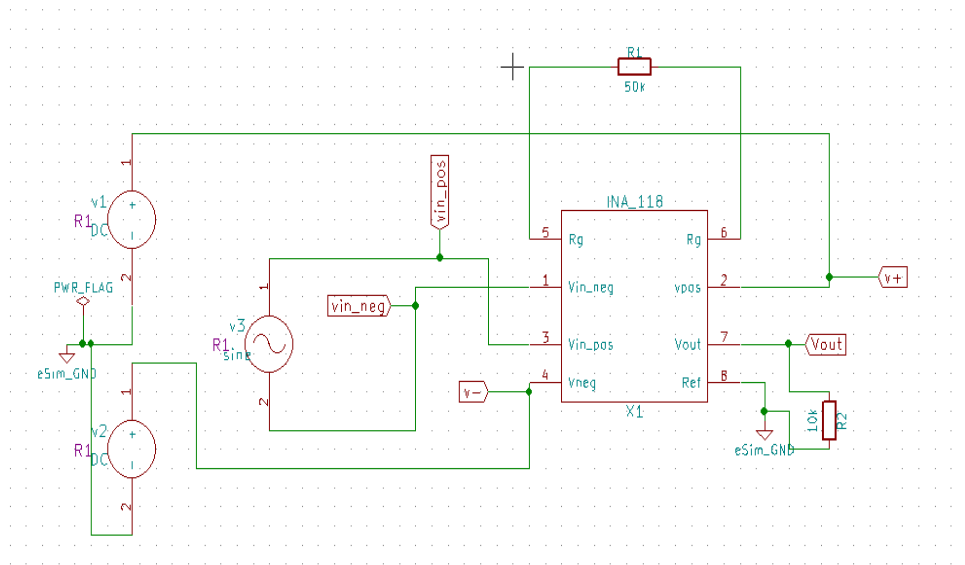 R1
50k
1
v1
R1
DC
2
PWR_FLAG
eSim_GND
1
v2
R1
DC
2
vin_pos
1
v3
R1
sine
2
vin_neg
v-
INA_118
5
Rg
Rg
6
1
Vin_neg
vpos
2
3
Vin_pos
Vout
7
4
Vneg
Ref
8
X1
v+
Vout
10k
R2
eSim_GND